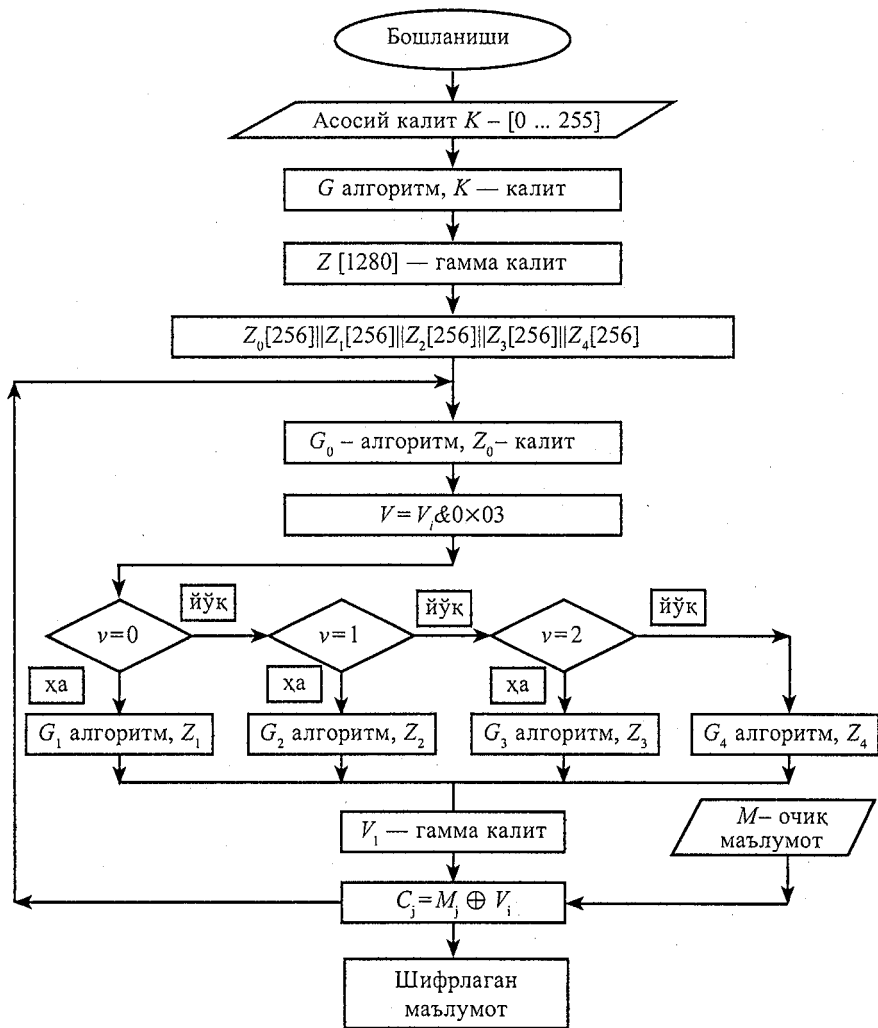 Бошланиши
Асосий калит K – [0 ... 255]
G алгоритм, K — калит
Z [1280] — гамма калит
Z₀[256]||Z₁[256]||Z₂[256]||Z₃[256]||Z₄[256]
G₀ – алгоритм, Z₀– калит
V = Vᵢ&0×03
йўқ
йўқ
йўқ
v=0
v=1
v=2
ҳа
ҳа
ҳа
G₁ алгоритм, Z₁
G₂ алгоритм, Z₂
G₃ алгоритм, Z₃
G₄ алгоритм, Z₄
V₁ — гамма калит
M– очиқ
маълумот
Cⱼ=Mⱼ ⊕ Vᵢ
Шифрлаган
маълумот